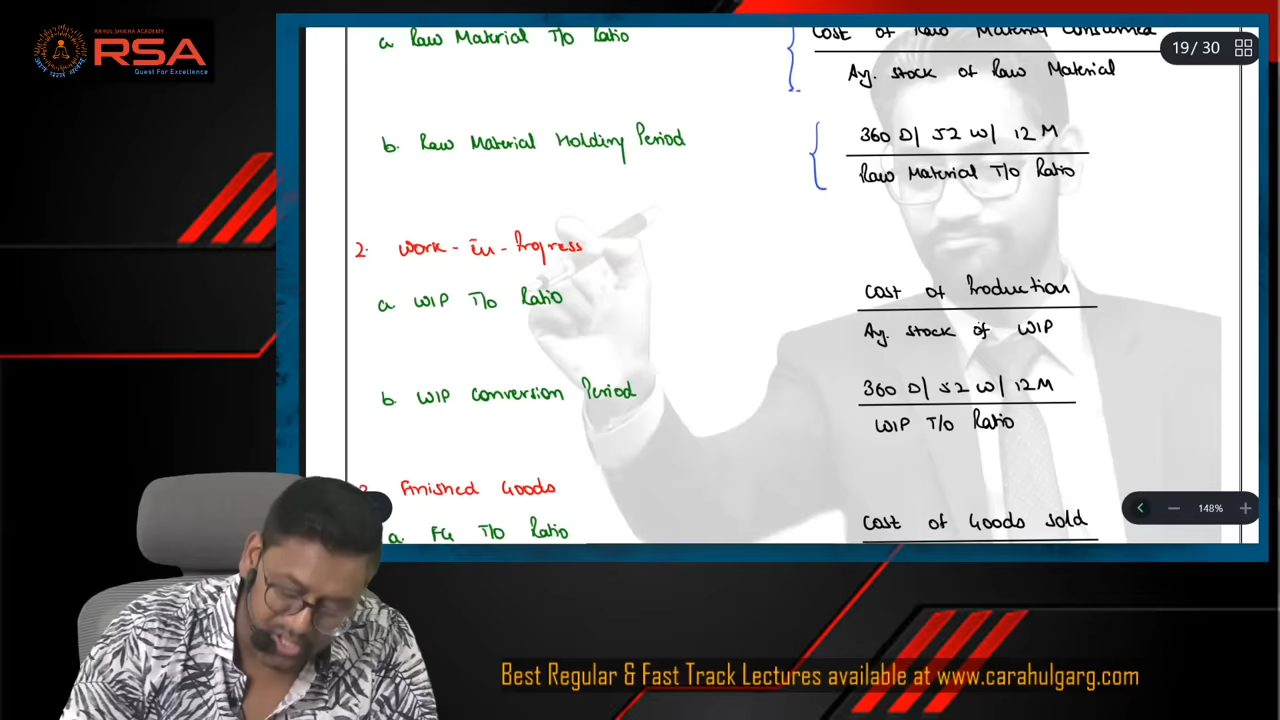 RAHUL SHIKHA ACADEMY
RSA
Quest For Excellence
a Raw Material T/o Ratio
Cost of Raw Material Consumed
Ay. stock of Raw Material
19 / 30
b. Raw Material Holding Period
360 D/ 52 W/ 12 M
Raw Material T/o Ratio
2. Work-in-Progress
a WIP T/o Ratio
Cost of Production
Ay. stock of WIP
b. WIP Conversion Period
360 D/ 52 W/ 12M
WIP T/o Ratio
Finished Goods
148%
a. FG T/o Ratio
Cost of Goods Sold
Best Regular & Fast Track Lectures available at www.carahulgarg.com